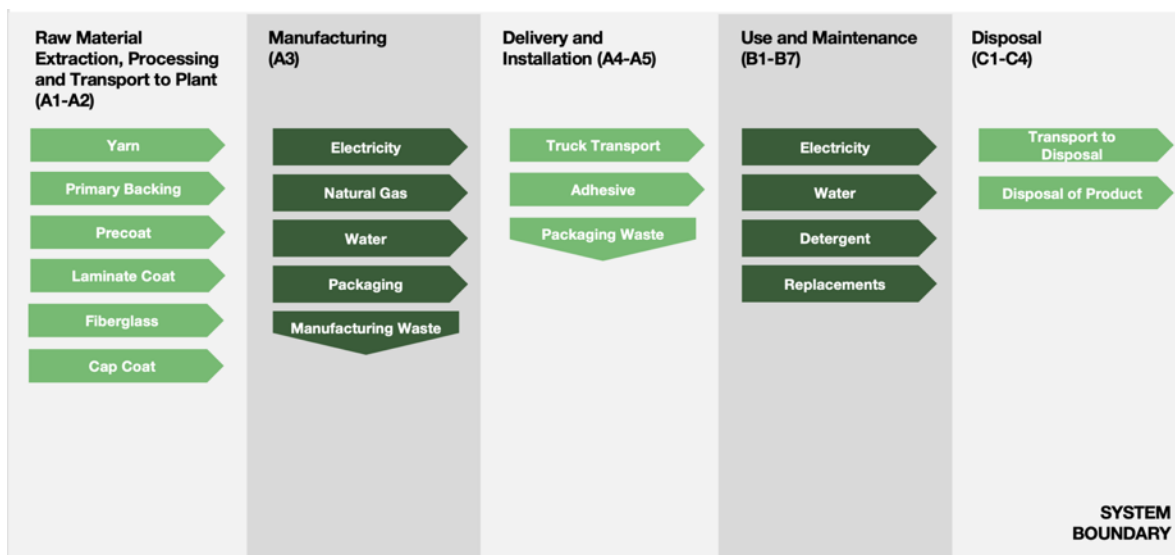 Raw Material
Extraction, Processing
and Transport to Plant
(A1-A2)
Yarn
Primary Backing
Precoat
Laminate Coat
Fiberglass
Cap Coat
Manufacturing
(A3)
Electricity
Natural Gas
Water
Packaging
Manufacturing Waste
Delivery and
Installation (A4-A5)
Truck Transport
Adhesive
Packaging Waste
Use and Maintenance
(B1-B7)
Electricity
Water
Detergent
Replacements
Disposal
(C1-C4)
Transport to
Disposal
Disposal of Product
SYSTEM
BOUNDARY